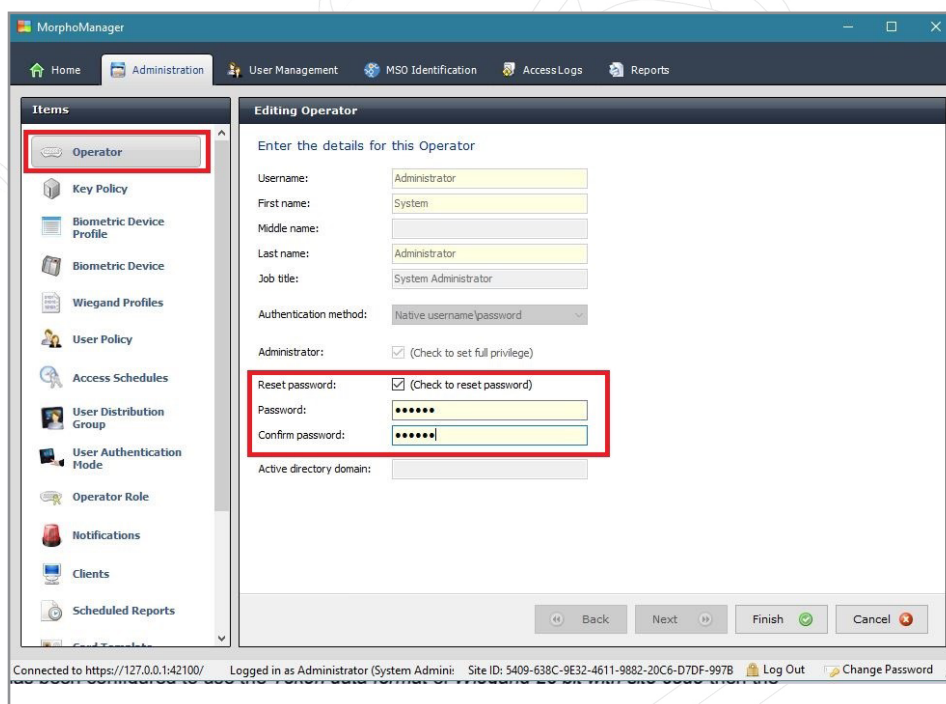 MorphoManager
Home Administration User Management MSO Identification Access Logs Reports
Items
Operator
Key Policy
Biometric Device
Profile
Biometric Device
Wiegand Profiles
User Policy
Access Schedules
User Distribution
Group
User Authentication
Mode
Operator Role
Notifications
Clients
Scheduled Reports
Editing Operator
Enter the details for this Operator
Username: Administrator
First name: System
Middle name:
Last name: Administrator
Job title: System Administrator
Authentication method: Native username\password
Administrator: (Check to set full privilege)
Reset password: (Check to reset password)
Password: ••••••
Confirm password: ••••••
Active directory domain:
Back Next Finish Cancel
Connected to https://127.0.0.1:42100/ Logged in as Administrator (System Adminis Site ID: 5409-638C-9E32-4611-9882-20C6-D7DF-997B Log Out Change Password